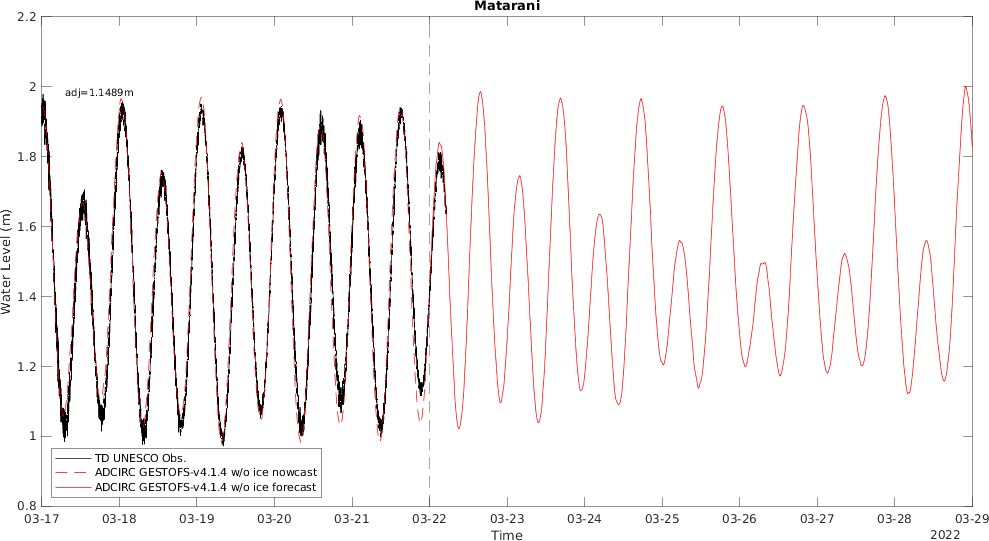 Matarani
2.2
2
1.8
1.6
1.4
1.2
1
0.8
Water Level (m)
adj=1.1489m
TD UNESCO Obs.
ADCIRC GESTOFS-v4.1.4 w/o ice nowcast
ADCIRC GESTOFS-v4.1.4 w/o ice forecast
03-17 03-18 03-19 03-20 03-21 03-22 03-23 03-24 03-25 03-26 03-27 03-28 03-29
Time
2022